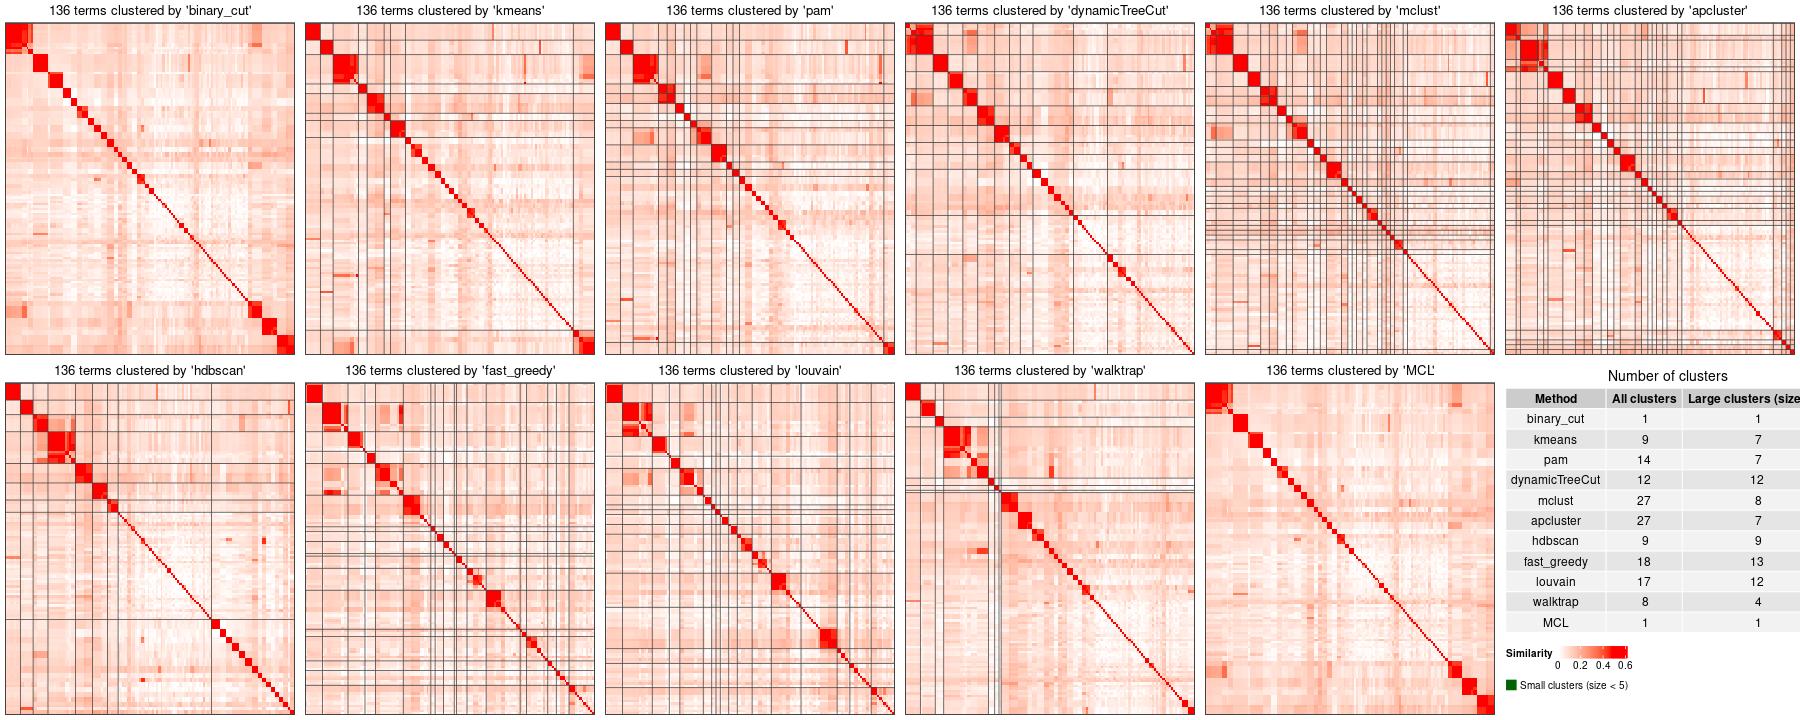 136 terms clustered by 'binary_cut'
136 terms clustered by 'kmeans'
136 terms clustered by 'pam'
136 terms clustered by 'dynamicTreeCut'
136 terms clustered by 'mclust'
136 terms clustered by 'apcluster'
136 terms clustered by 'hdbscan'
136 terms clustered by 'fast_greedy'
136 terms clustered by 'louvain'
136 terms clustered by 'walktrap'
136 terms clustered by 'MCL'
Number of clusters
Method All clusters Large clusters (size
binary_cut 1 1
kmeans 9 7
pam 14 7
dynamicTreeCut 12 12
mclust 27 8
apcluster 27 7
hdbscan 9 9
fast_greedy 18 13
louvain 17 12
walktrap 8 4
MCL 1 1
Similarity
0 0.2 0.4 0.6
Small clusters (size < 5)